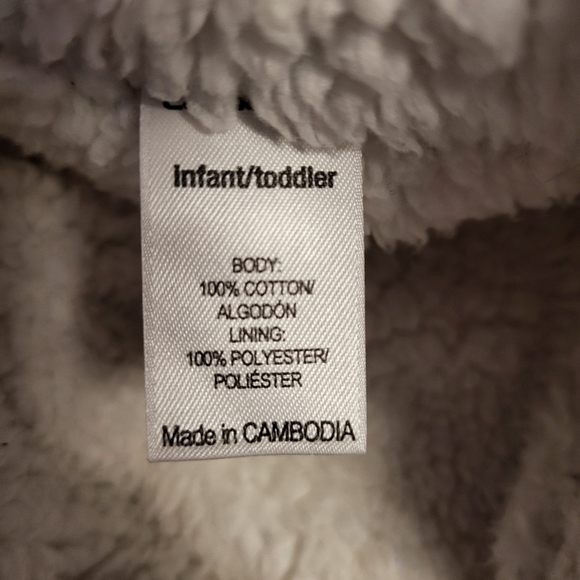 infant/toddler
BODY:
100% COTTON/
ALGODÓN
LINING:
100% POLYESTER/
POLIÉSTER
Made in CAMBODIA